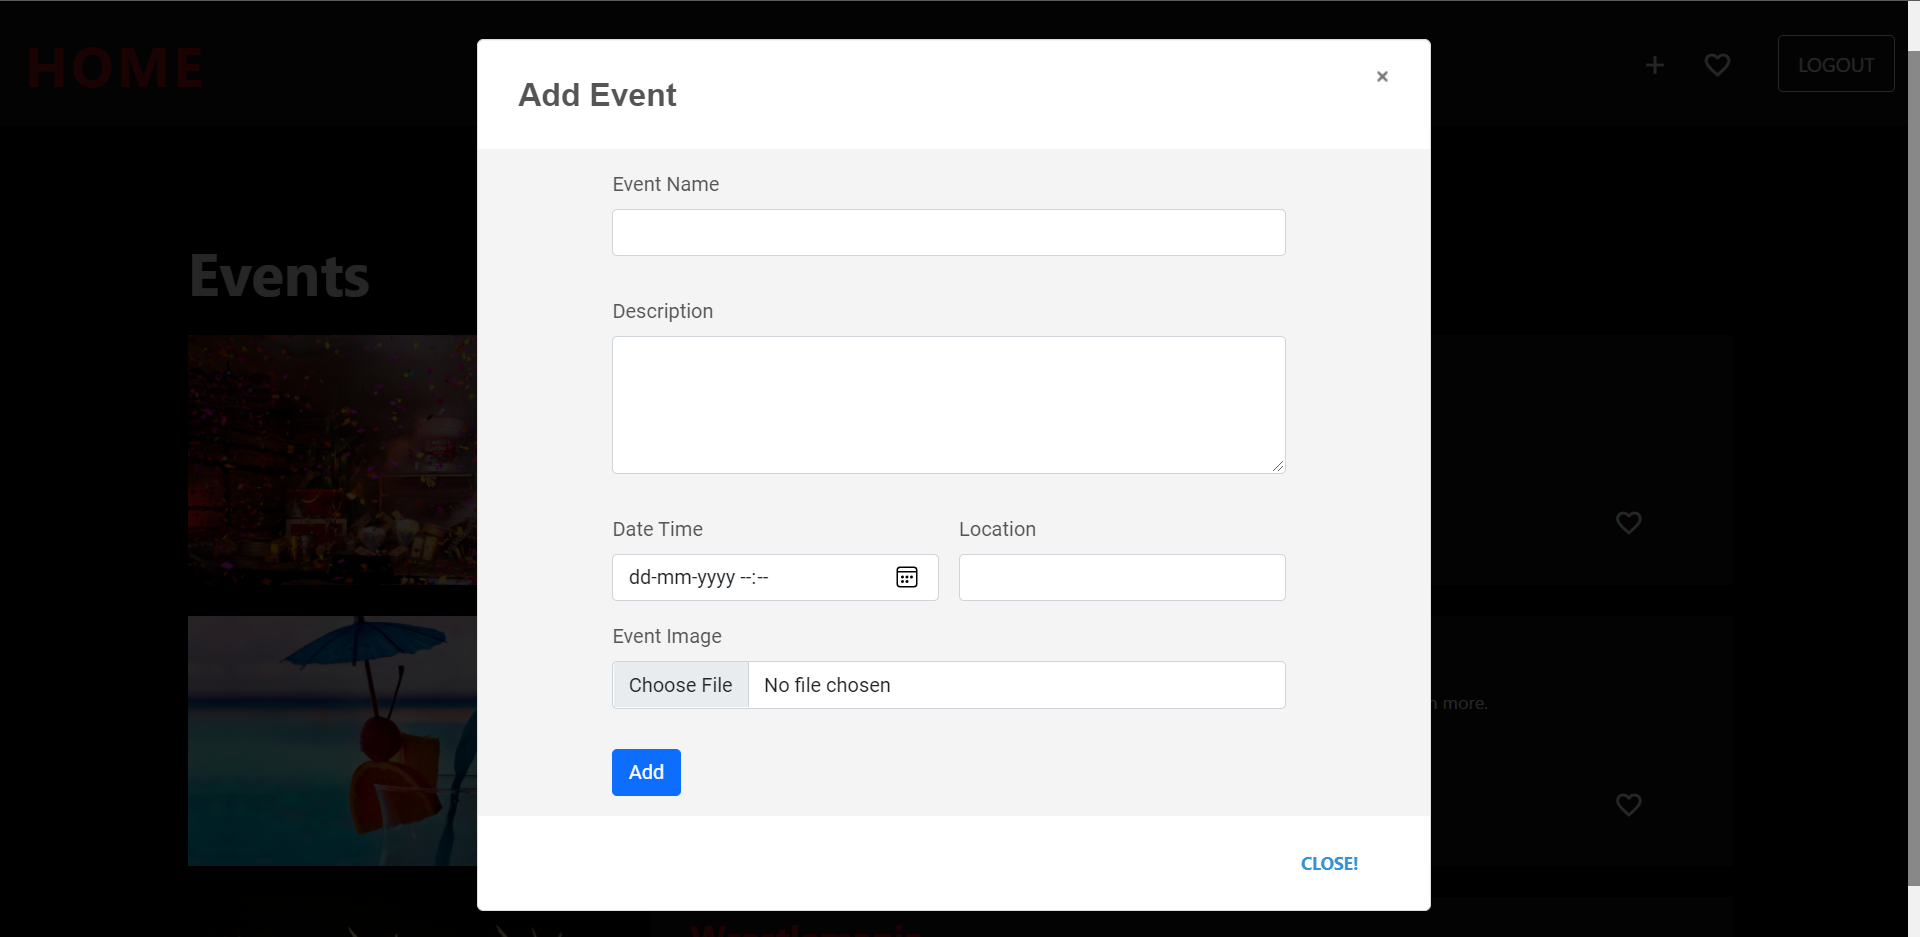 HOME
LOGOUT
Add Event
×
Event Name
Events
Description
Date Time
Location
dd-mm-yyyy --:--
Event Image
Choose File
No file chosen
more.
Add
CLOSE!